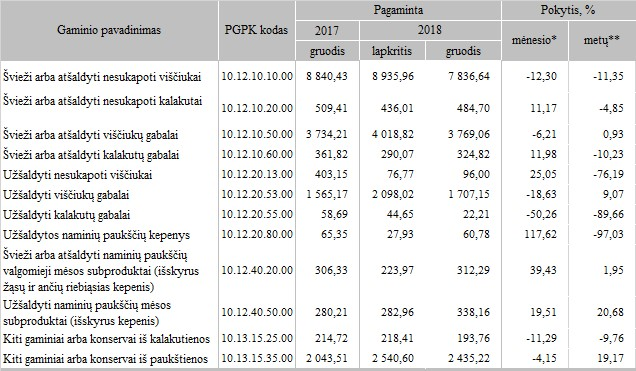 Gaminio pavadinimas PGPK kodas Pagaminta Pokytis, %
2017 2018 mėnesio* metų**
gruodis lapkritis gruodis
Švieži arba atšaldyti nesukapoti viščiukai 10.12.10.10.00 8 840,43 8 935,96 7 836,64 -12,30 -11,35
Švieži arba atšaldyti nesukapoti kalakutai 10.12.10.20.00 509,41 436,01 484,70 11,17 -4,85
Švieži arba atšaldyti viščiukų gabalai 10.12.10.50.00 3 734,21 4 018,82 3 769,06 -6,21 0,93
Švieži arba atšaldyti kalakutų gabalai 10.12.10.60.00 361,82 290,07 324,82 11,98 -10,23
Užšaldyti nesukapoti viščiukai 10.12.20.13.00 403,15 76,77 96,00 25,05 -76,19
Užšaldyti viščiukų gabalai 10.12.20.53.00 1 565,17 2 098,02 1 707,15 -18,63 9,07
Užšaldyti kalakutų gabalai 10.12.20.55.00 58,69 44,65 22,21 -50,26 -89,66
Užšaldytos naminių paukščių kepenys 10.12.20.80.00 65,35 27,93 60,78 117,62 -97,03
Švieži arba atšaldyti naminių paukščių
valgomieji mėsos subproduktai (išskyrus 10.12.40.20.00 306,33 223,97 312,29 39,43 1,95
žąsų ir ančių riebiąsias kepenis)
Užšaldyti naminių paukščių mėsos
subproduktai (išskyrus kepenis) 10.12.40.50.00 280,21 282,96 338,16 19,51 20,68
Kiti gaminiai arba konservai iš kalakutienos 10.13.15.25.00 214,72 218,41 193,76 -11,29 -9,76
Kiti gaminiai arba konservai iš paukštienos 10.13.15.35.00 2 043,51 2 540,60 2 435,22 -4,15 19,17